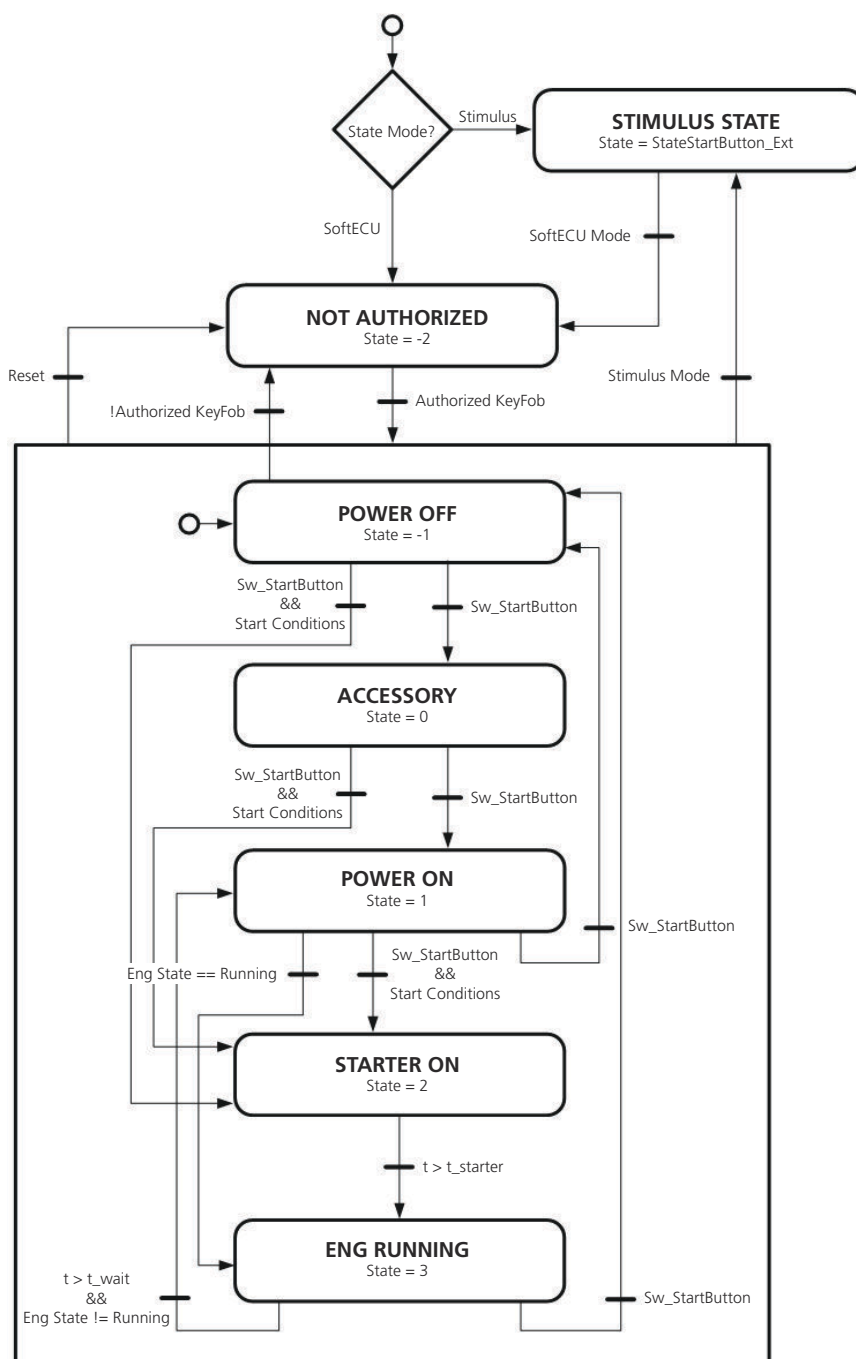 State Mode?
Stimulus
STIMULUS STATE
State = StateStartButton_Ext
SoftECU
SoftECU Mode
NOT AUTHORIZED
State = -2
Reset
Stimulus Mode
!Authorized KeyFob
Authorized KeyFob
POWER OFF
State = -1
Sw_StartButton
&&
Start Conditions
Sw_StartButton
ACCESSORY
State = 0
Sw_StartButton
&&
Start Conditions
Sw_StartButton
POWER ON
State = 1
Sw_StartButton
Eng State == Running
Sw_StartButton
&&
Start Conditions
STARTER ON
State = 2
t > t_starter
ENG RUNNING
State = 3
t > t_wait
&&
Eng State != Running
Sw_StartButton